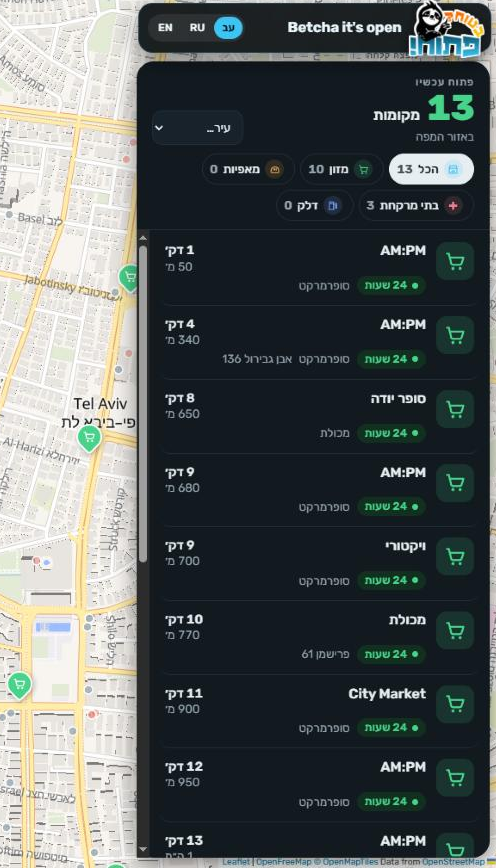 בטוח
פתוח!
Betcha it's open
עב RU EN
פתוח עכשיו
13 מקומות
באזור המפה
עיר...
הכל 13
מזון 10
מאפיות 0
בתי מרקחת 3
דלק 0
AM:PM
1 דק׳
50 מ׳
24 שעות
סופרמרקט
AM:PM
4 דק׳
340 מ׳
24 שעות
סופרמרקט אבן גבירול 136
סופר יודה
8 דק׳
650 מ׳
24 שעות
מכולת
AM:PM
9 דק׳
680 מ׳
24 שעות
סופרמרקט
ויקטורי
9 דק׳
700 מ׳
24 שעות
סופרמרקט
מכולת
10 דק׳
770 מ׳
24 שעות
פרישמן 61
City Market
11 דק׳
900 מ׳
24 שעות
סופרמרקט
AM:PM
12 דק׳
950 מ׳
24 שעות
סופרמרקט
AM:PM
13 דק׳
Basel לזב
Jabotinsky ז׳בוטינסקי
Tel Aviv
Al-Harizi אלחריזי
Struck שטרוק
Leaflet | OpenFreeMap © OpenMapTiles Data from OpenStreetMap